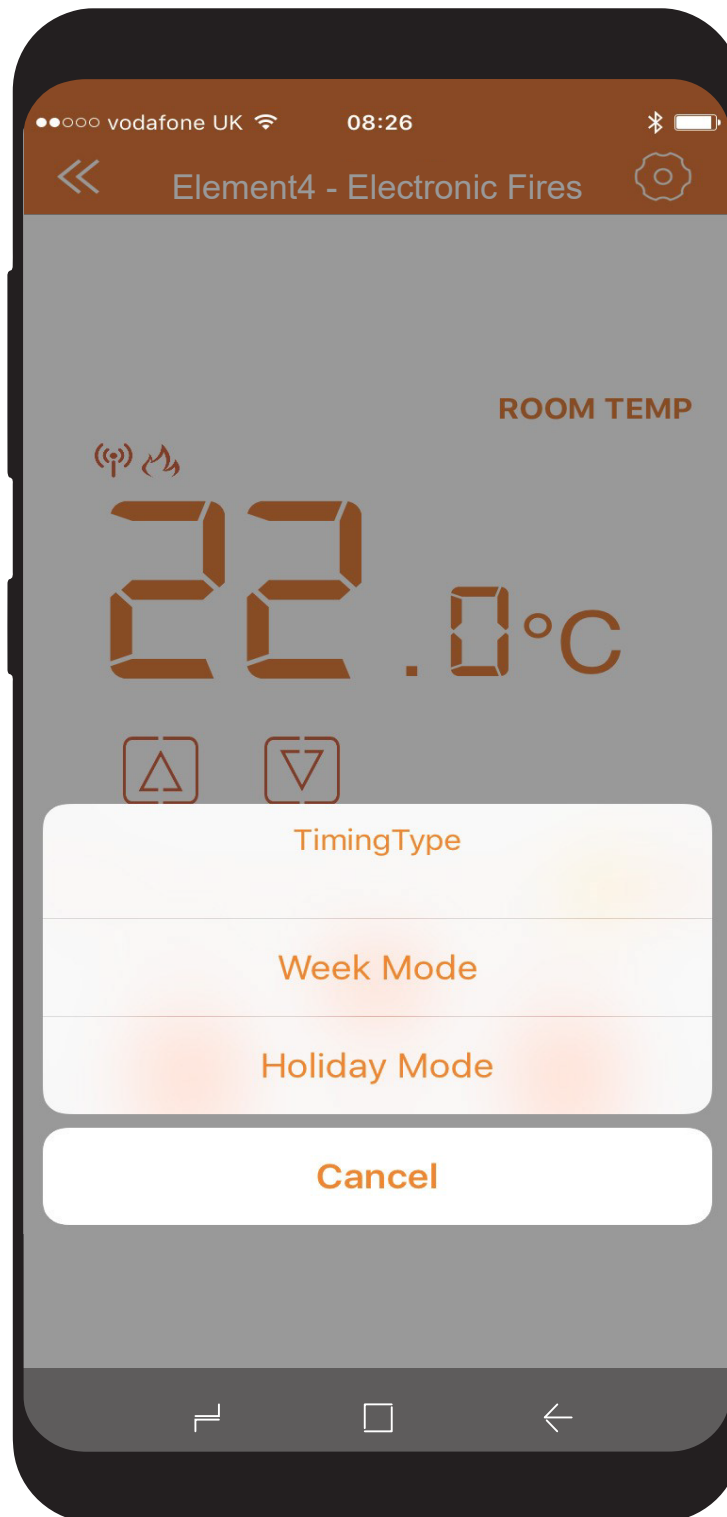 vodafone UK 08:26
Element4 - Electronic Fires
ROOM TEMP
22.0°C
TimingType
Week Mode
Holiday Mode
Cancel